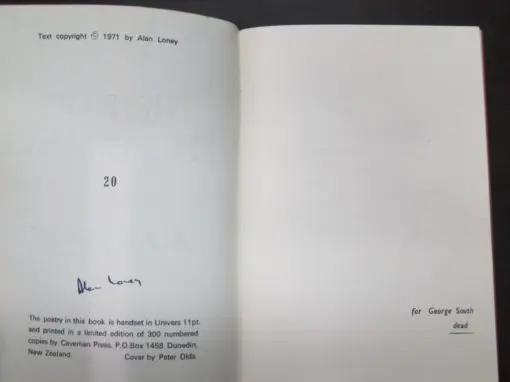 Text copyright © 1971 by Alan Loney
20
Alan Loney
The poetry in this book is handset in Univers 11pt.
and printed in a limited edition of 300 numbered
copies by Caveman Press. P.O.Box 1458 Dunedin,
New Zealand. Cover by Peter Olds.
for George South
dead